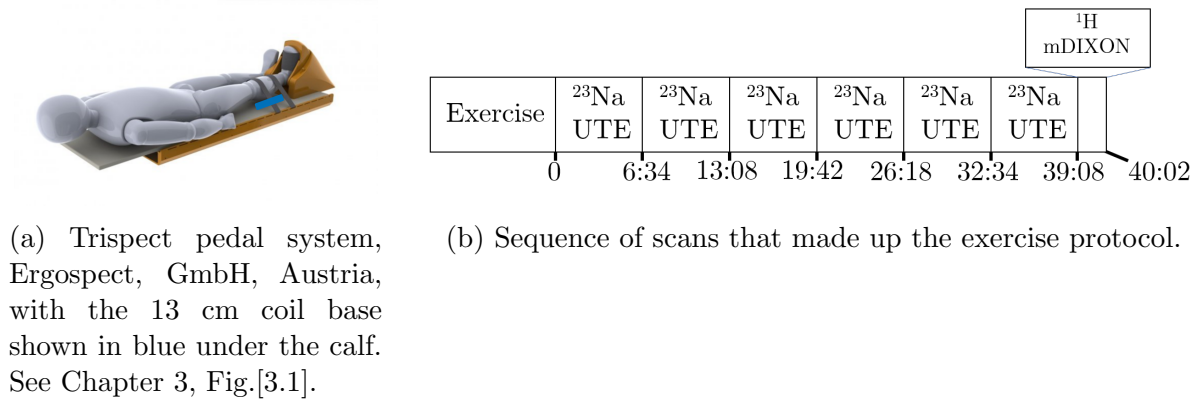 ¹H
mDIXON
Exercise
²³Na
UTE
²³Na
UTE
²³Na
UTE
²³Na
UTE
²³Na
UTE
²³Na
UTE
0 6:34 13:08 19:42 26:18 32:34 39:08 40:02
(a) Trispect pedal system,
Ergospect, GmbH, Austria,
with the 13 cm coil base
shown in blue under the calf.
See Chapter 3, Fig.[3.1].
(b) Sequence of scans that made up the exercise protocol.